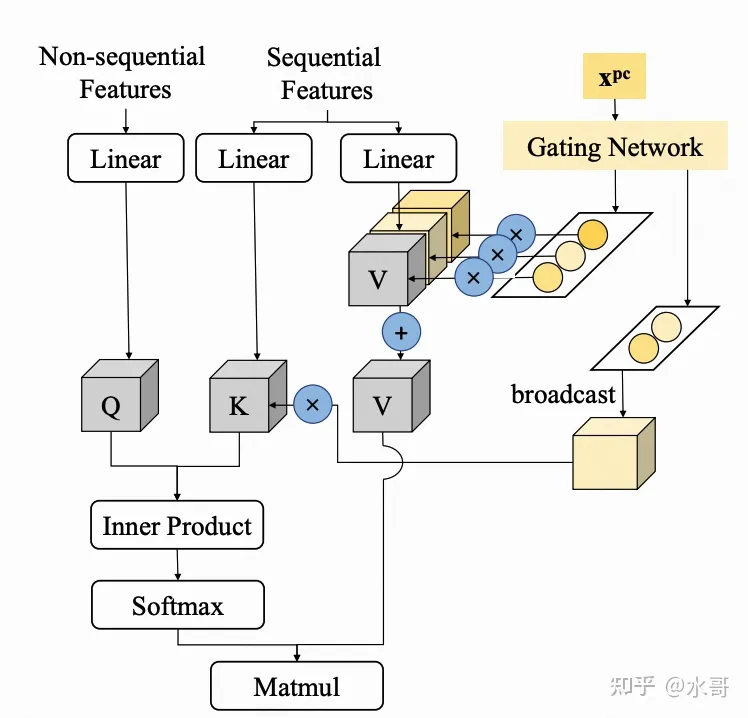 Non-sequential
Features
Sequential
Features
x^pc
Linear
Linear
Linear
Gating Network
×
×
×
V
+
broadcast
Q
K
×
V
Inner Product
Softmax
Matmul
知乎 @水哥